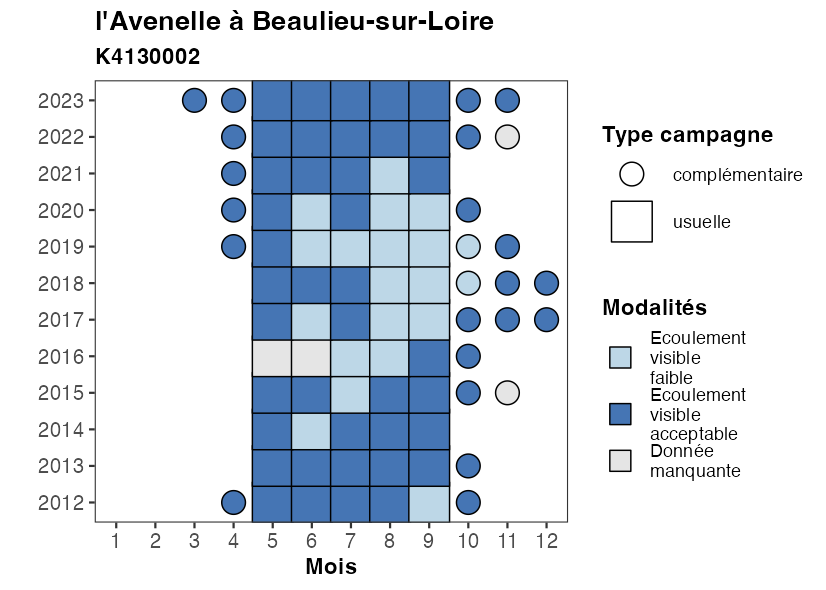 l'Avenelle à Beaulieu-sur-Loire
K4130002
2023
2022
2021
2020
2019
2018
2017
2016
2015
2014
2013
2012
1 2 3 4 5 6 7 8 9 10 11 12
Mois
Type campagne
complémentaire
usuelle
Modalités
Ecoulement
visible
faible
Ecoulement
visible
acceptable
Donnée
manquante